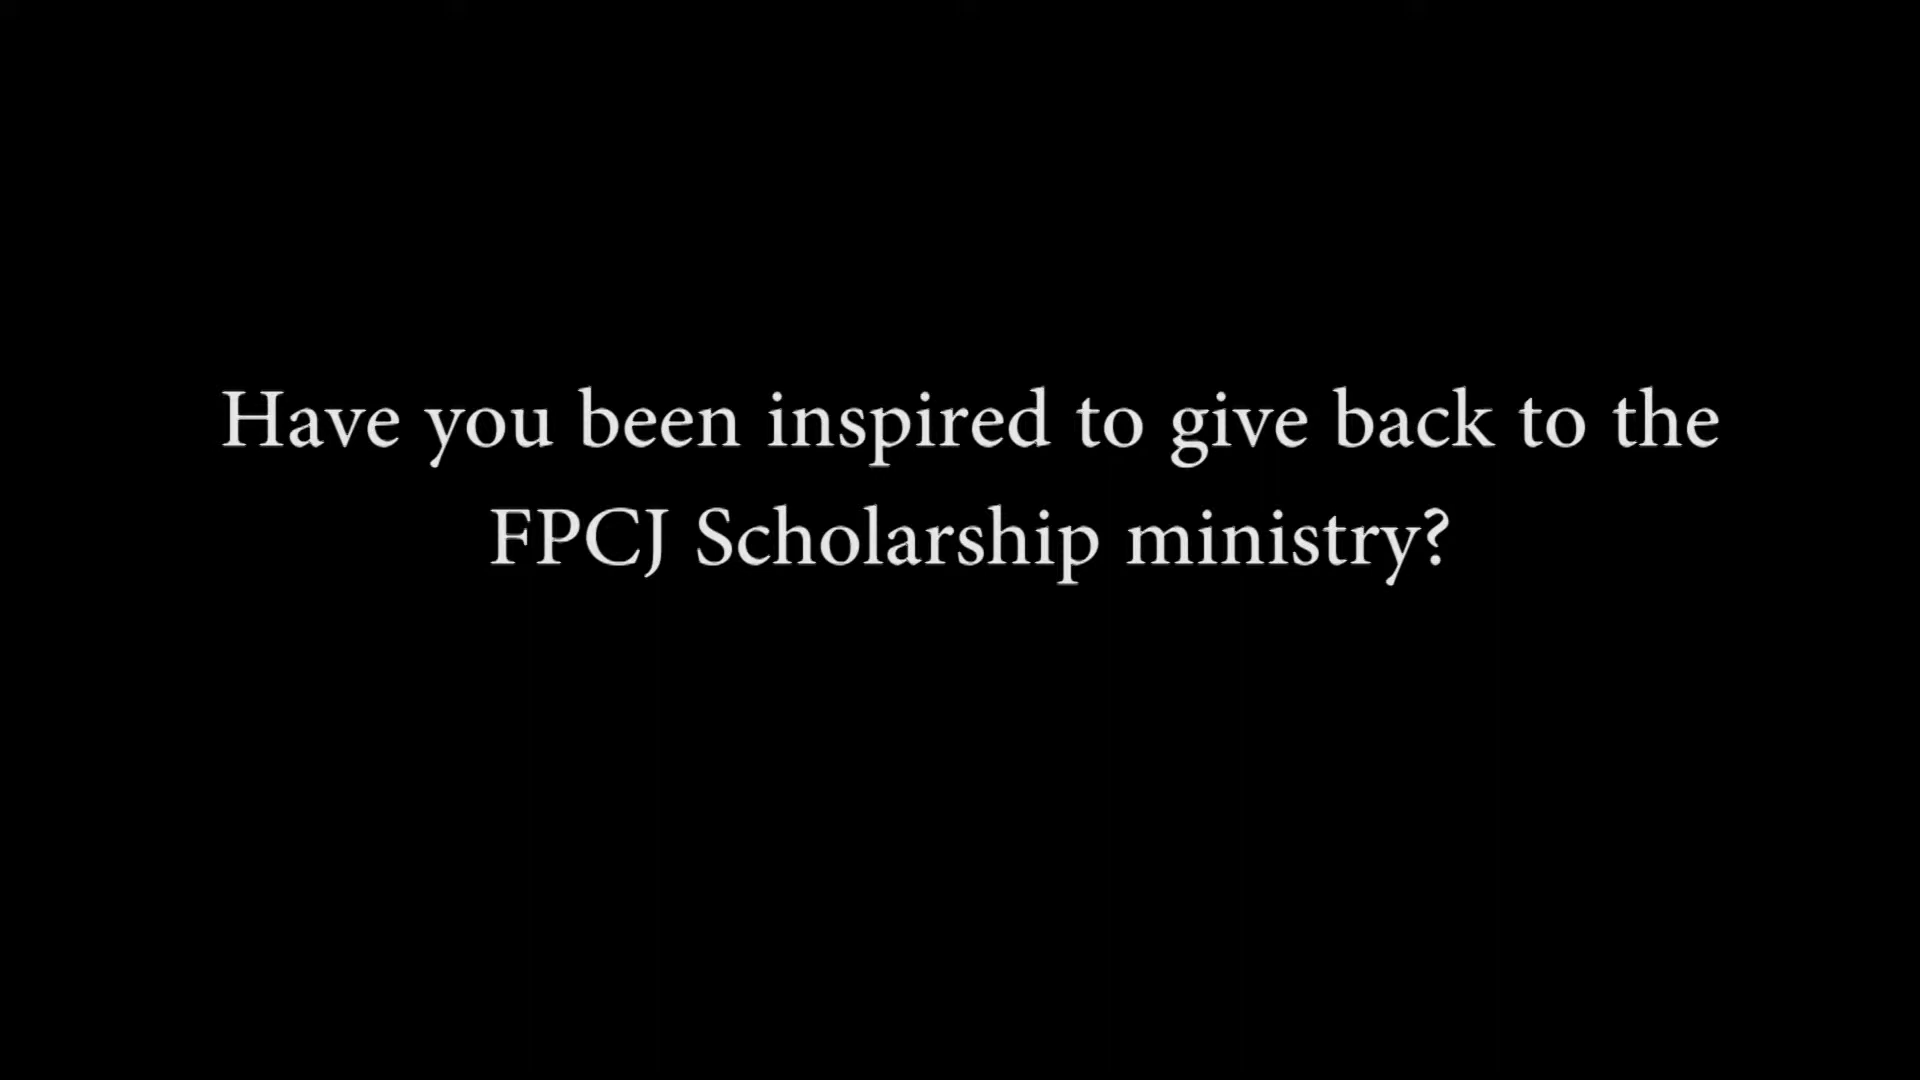 Have you been inspired to give back to the
FPCJ Scholarship ministry?